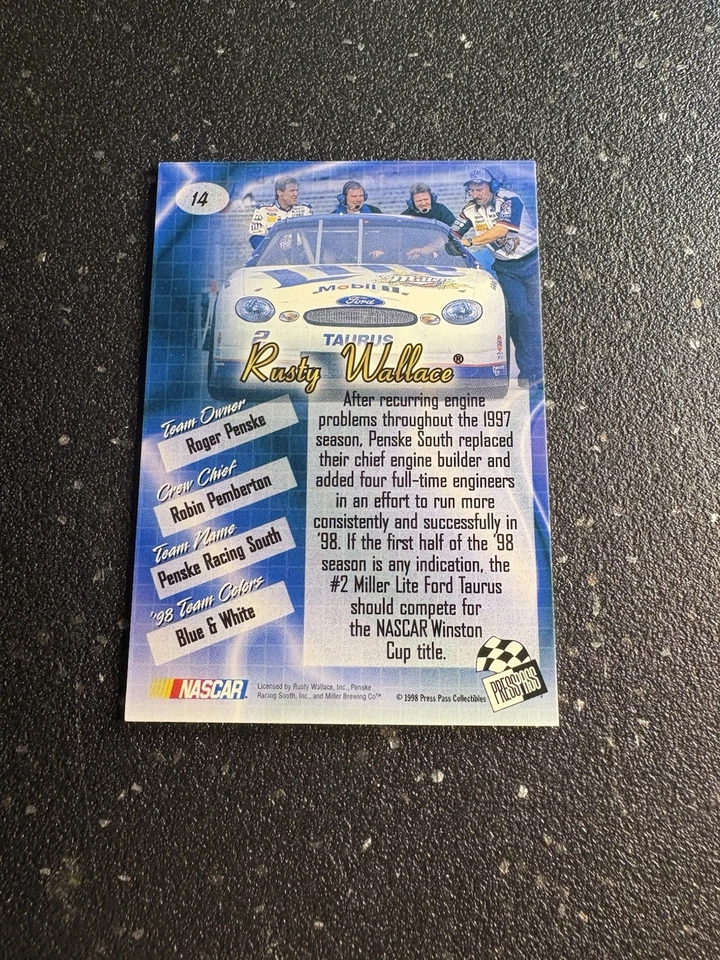 14
Mobil 1
Ford
2
TAURUS
Rusty Wallace®
Team Owner
Roger Penske
Crew Chief
Robin Pemberton
Team Name
Penske Racing South
'98 Team Colors
Blue & White
After recurring engine
problems throughout the 1997
season, Penske South replaced
their chief engine builder and
added four full-time engineers
in an effort to run more
consistently and successfully in
'98. If the first half of the '98
season is any indication, the
#2 Miller Lite Ford Taurus
should compete for
the NASCAR Winston
Cup title.
NASCAR.
Licensed by Rusty Wallace, Inc., Penske
Racing South, Inc., and Miller Brewing Co™
© 1998 Press Pass Collectibles
PRESS PASS